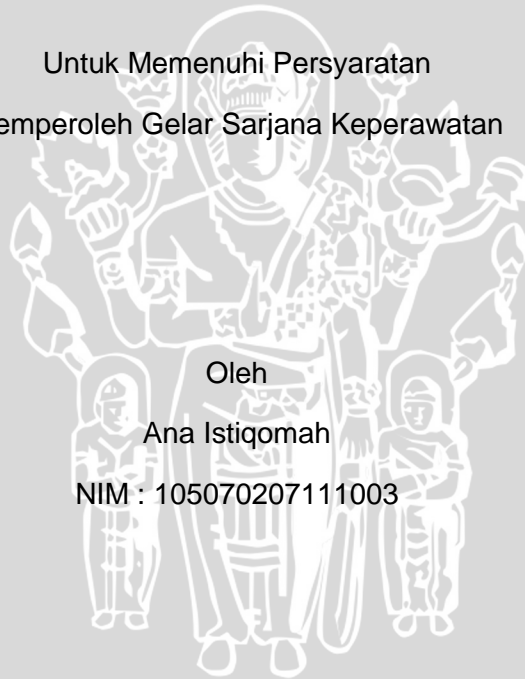 Untuk Memenuhi Persyaratan
emperoleh Gelar Sarjana Keperawatan
Oleh
Ana Istiqomah
NIM : 105070207111003